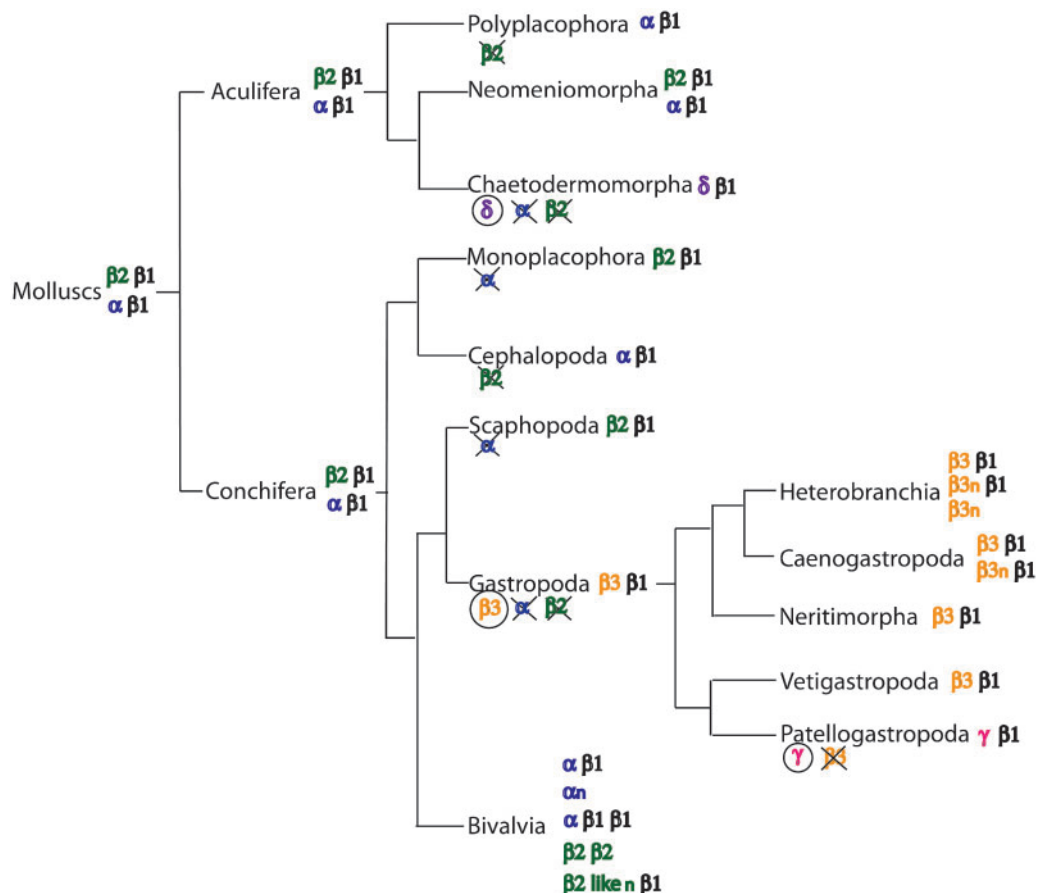 Polyplacophora α β1
β2
Aculifera β2 β1
α β1
Neomeniomorpha β2 β1
α β1
Chaetodermomorpha δ β1
δ α β2
Molluscs β2 β1
α β1
Monoplacophora β2 β1
α
Cephalopoda α β1
β2
Conchifera β2 β1
α β1
Scaphopoda β2 β1
α
Gastropoda β3 β1
β3 α β2
Heterobranchia β3 β1
β3n β1
β3n
Caenogastropoda β3 β1
β3n β1
Neritimorpha β3 β1
Vetigastropoda β3 β1
Patellogastropoda γ β1
γ β3
Bivalvia α β1
αn
α β1 β1
β2 β2
β2 like n β1